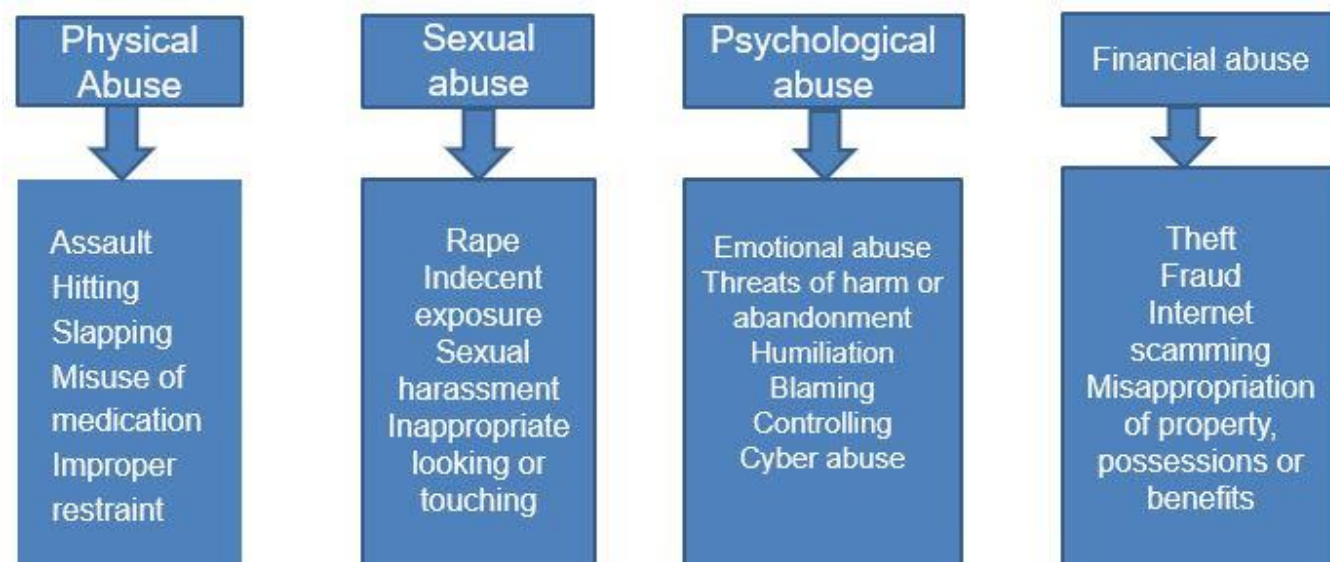 Physical
Abuse
Assault
Hitting
Slapping
Misuse of
medication
Improper
restraint
Sexual
abuse
Rape
Indecent
exposure
Sexual
harassment
Inappropriate
looking or
touching
Psychological
abuse
Emotional abuse
Threats of harm or
abandonment
Humiliation
Blaming
Controlling
Cyber abuse
Financial abuse
Theft
Fraud
Internet
scamming
Misappropriation
of property,
possessions or
benefits